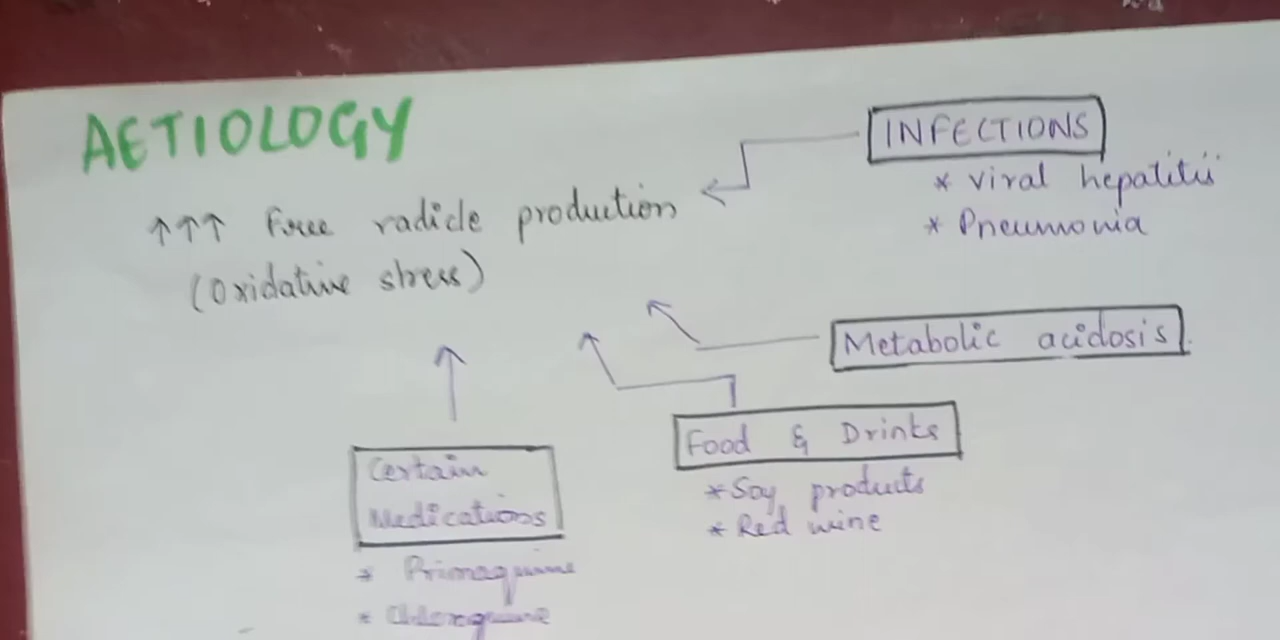 AETIOLOGY
↑↑↑ Free radicle production
(Oxidative stress)
INFECTIONS
* Viral hepatitis
* Pneumonia
Metabolic acidosis
Food & Drinks
* Soy products
* Red wine
Certain
Medications
* Primaquine
* Chloroquine